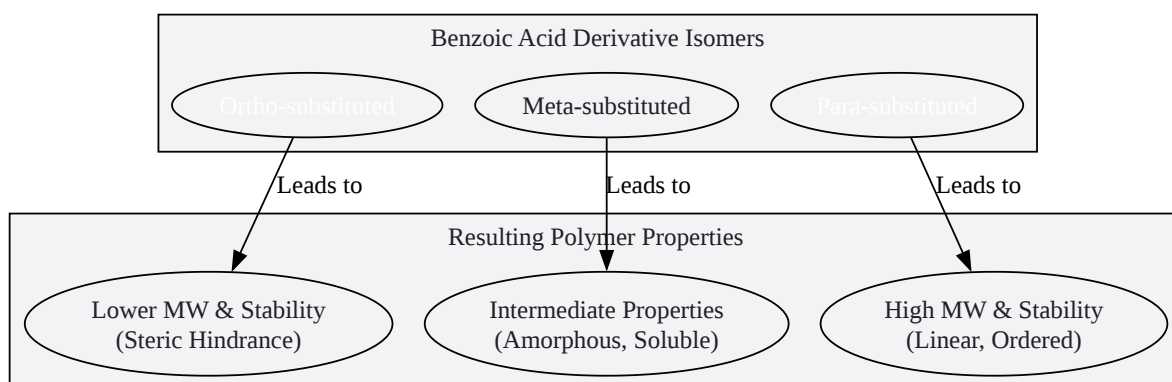 Benzoic Acid Derivative Isomers
Ortho-substituted
Meta-substituted
Para-substituted
Leads to
Leads to
Leads to
Resulting Polymer Properties
Lower MW & Stability
(Steric Hindrance)
Intermediate Properties
(Amorphous, Soluble)
High MW & Stability
(Linear, Ordered)